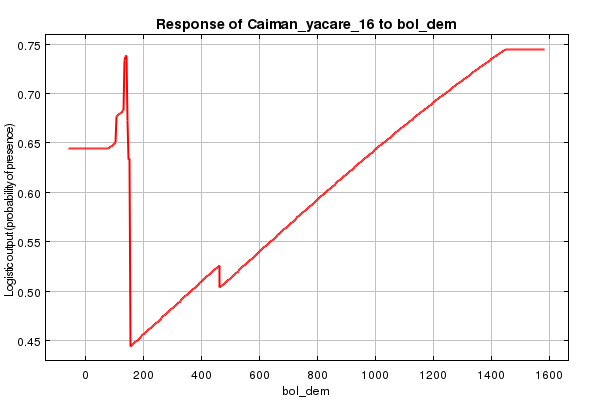 Response of Caiman_yacare_16 to bol_dem
Logistic output (probability of presence)
0.75
0.70
0.65
0.60
0.55
0.50
0.45
0 200 400 600 800 1000 1200 1400 1600
bol_dem